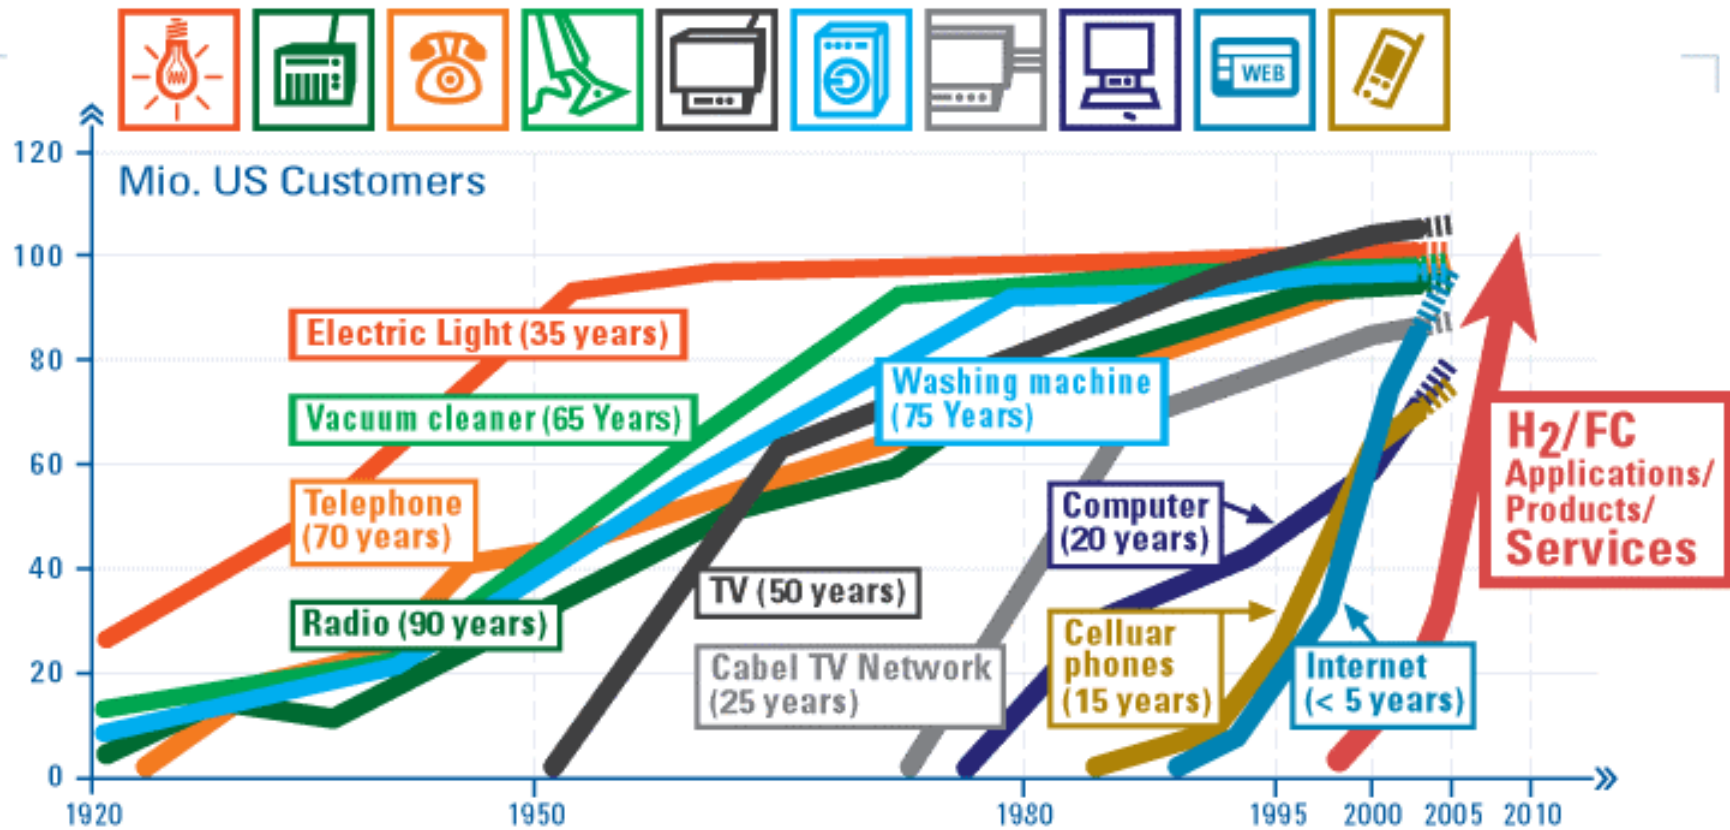 WEB
120
Mio. US Customers
100
80
60
40
20
0
Electric Light (35 years)
Vacuum cleaner (65 Years)
Telephone
(70 years)
Radio (90 years)
TV (50 years)
Cabel TV Network
(25 years)
Washing machine
(75 Years)
Computer
(20 years)
Celluar
phones
(15 years)
Internet
(< 5 years)
H2/FC
Applications/
Products/
Services
1920
1950
1980
1995
2000
2005
2010